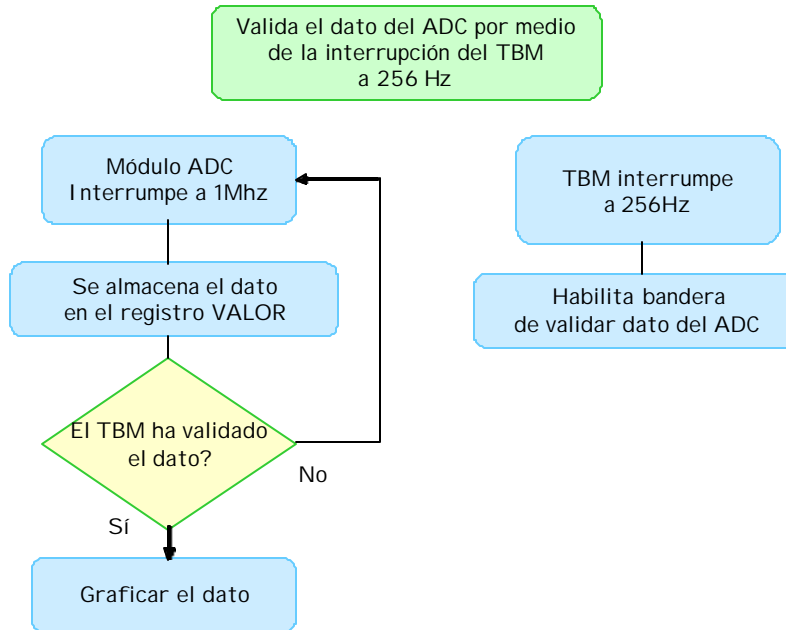 Valida el dato del ADC por medio
de la interrupción del TBM
a 256 Hz
Módulo ADC
Interrumpe a 1Mhz
Se almacena el dato
en el registro VALOR
El TBM ha validado
el dato?
No
Sí
Graficar el dato
TBM interrumpe
a 256Hz
Habilita bandera
de validar dato del ADC